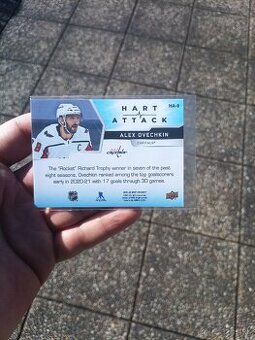 HA-9
HART
ATTACK
ALEX OVECHKIN
CAPITALS®
The "Rocket" Richard Trophy winner in seven of the past
eight seasons, Ovechkin ranked among the top goalscorers
early in 2020-21 with 17 goals through 30 games.